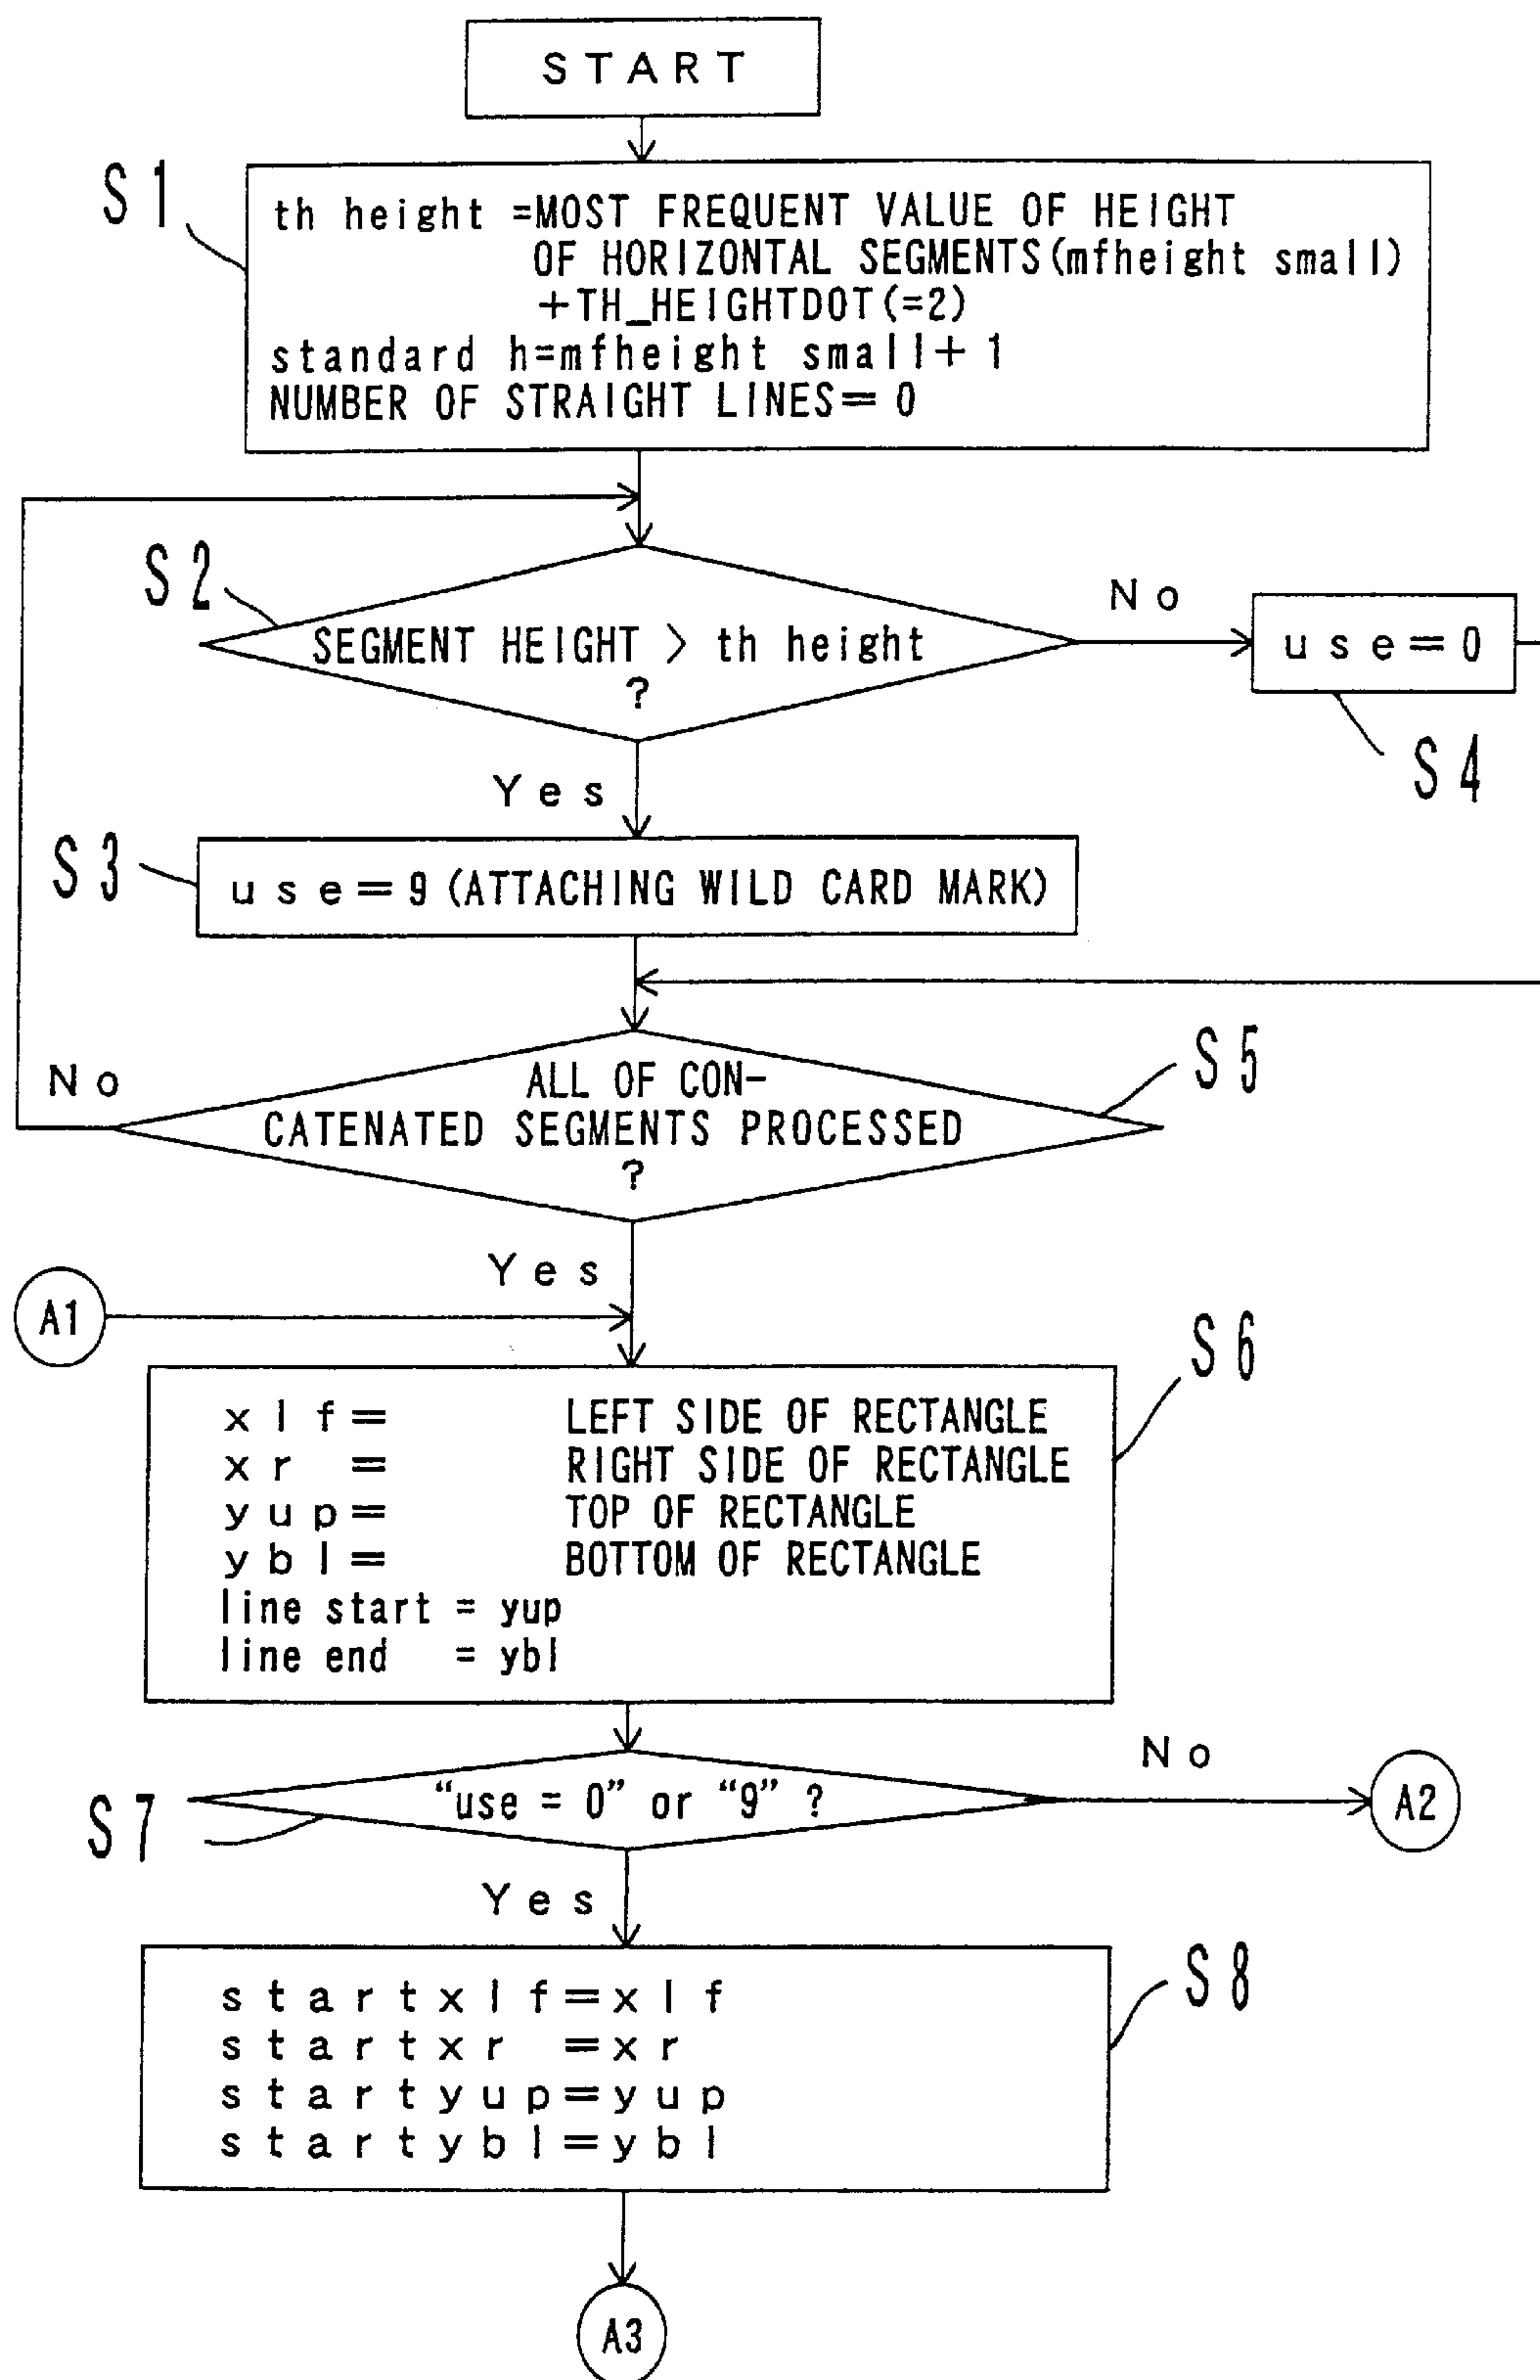 START
S1
th height =MOST FREQUENT VALUE OF HEIGHT
OF HORIZONTAL SEGMENTS(mfheight small)
+TH_HEIGHTDOT(=2)
standard h=mfheight small+1
NUMBER OF STRAIGHT LINES=0
S2
SEGMENT HEIGHT > th height
?
No
use=0
S4
Yes
S3
use=9(ATTACHING WILD CARD MARK)
S5
No
ALL OF CON-
CATENATED SEGMENTS PROCESSED
?
Yes
A1
S6
xlf= LEFT SIDE OF RECTANGLE
xr = RIGHT SIDE OF RECTANGLE
yup= TOP OF RECTANGLE
ybl= BOTTOM OF RECTANGLE
line start = yup
line end = ybl
S7
“use = 0” or “9” ?
No
A2
Yes
S8
startxlf=xlf
startxr =xr
startyup=yup
startybl=ybl
A3